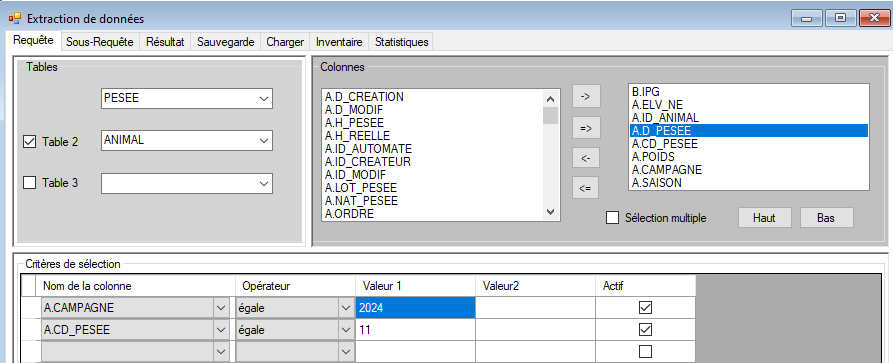 Extraction de données
Requête Sous-Requête Résultat Sauvegarde Charger Inventaire Statistiques
Tables
PESEE
Table 2 ANIMAL
Table 3
Colonnes
A.D_CREATION
A.D_MODIF
A.H_PESEE
A.H_REELLE
A.ID_AUTOMATE
A.ID_CREATEUR
A.ID_MODIF
A.LOT_PESEE
A.NAT_PESEE
A.ORDRE
->
=>
<-
<=
B.IPG
A.ELV_NE
A.ID_ANIMAL
A.D_PESEE
A.CD_PESEE
A.POIDS
A.CAMPAGNE
A.SAISON
Sélection multiple Haut Bas
Critères de sélection
Nom de la colonne Opérateur Valeur 1 Valeur2 Actif
A.CAMPAGNE égale 2024
A.CD_PESEE égale 11